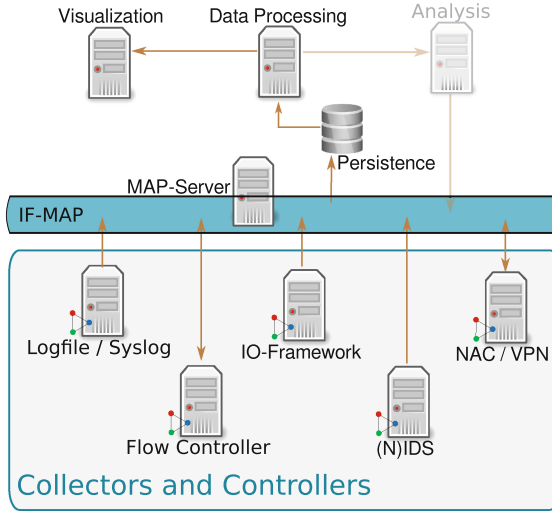 Visualization
Data Processing
Analysis
Persistence
MAP-Server
IF-MAP
Logfile / Syslog
IO-Framework
NAC / VPN
Flow Controller
(N)IDS
Collectors and Controllers